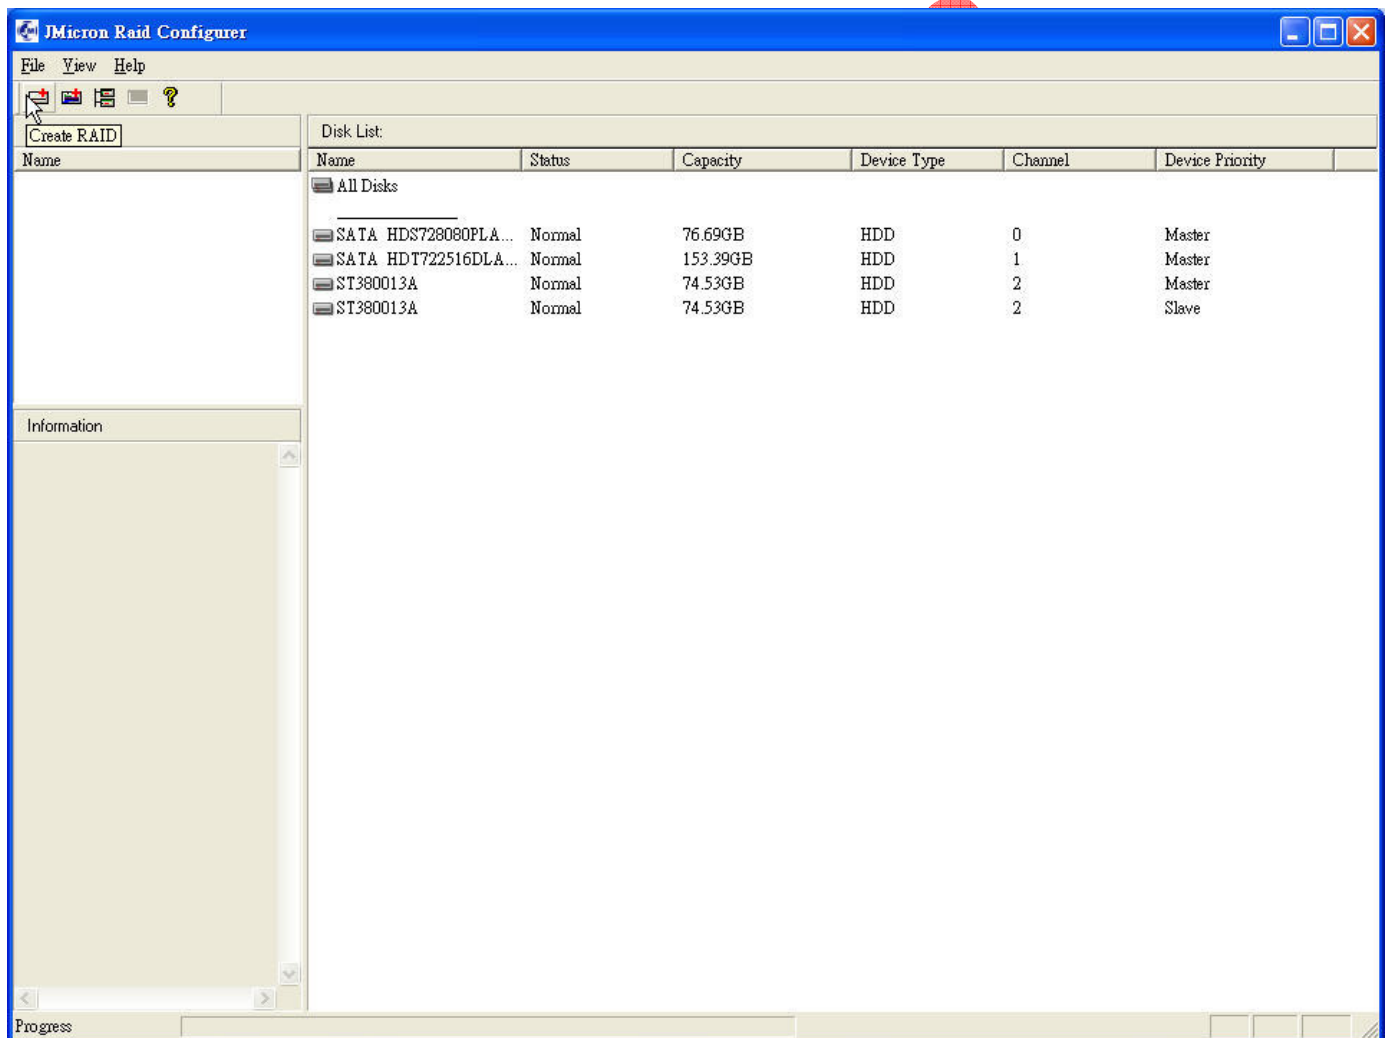 JMicron Raid Configurer
File View Help
Create RAID
Name
Disk List:
Name Status Capacity Device Type Channel Device Priority
All Disks
SATA HDS728080PLA... Normal 76.69GB HDD 0 Master
SATA HDT722516DLA... Normal 153.39GB HDD 1 Master
ST380013A Normal 74.53GB HDD 2 Master
ST380013A Normal 74.53GB HDD 2 Slave
Information
Progress